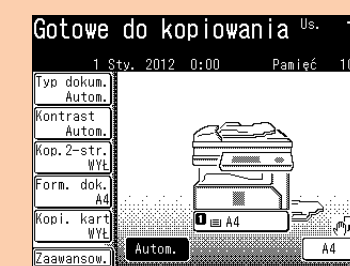 Gotowe do kopiowania Us.
1 Sty. 2012 0:00 Pamięć
Typ dokum.
Autom.
Kontrast
Autom.
Kop.2-str.
WYŁ
Form. dok.
A4
Kopi. kart
WYŁ
1 A4
Zaawansow.
Autom.
A4